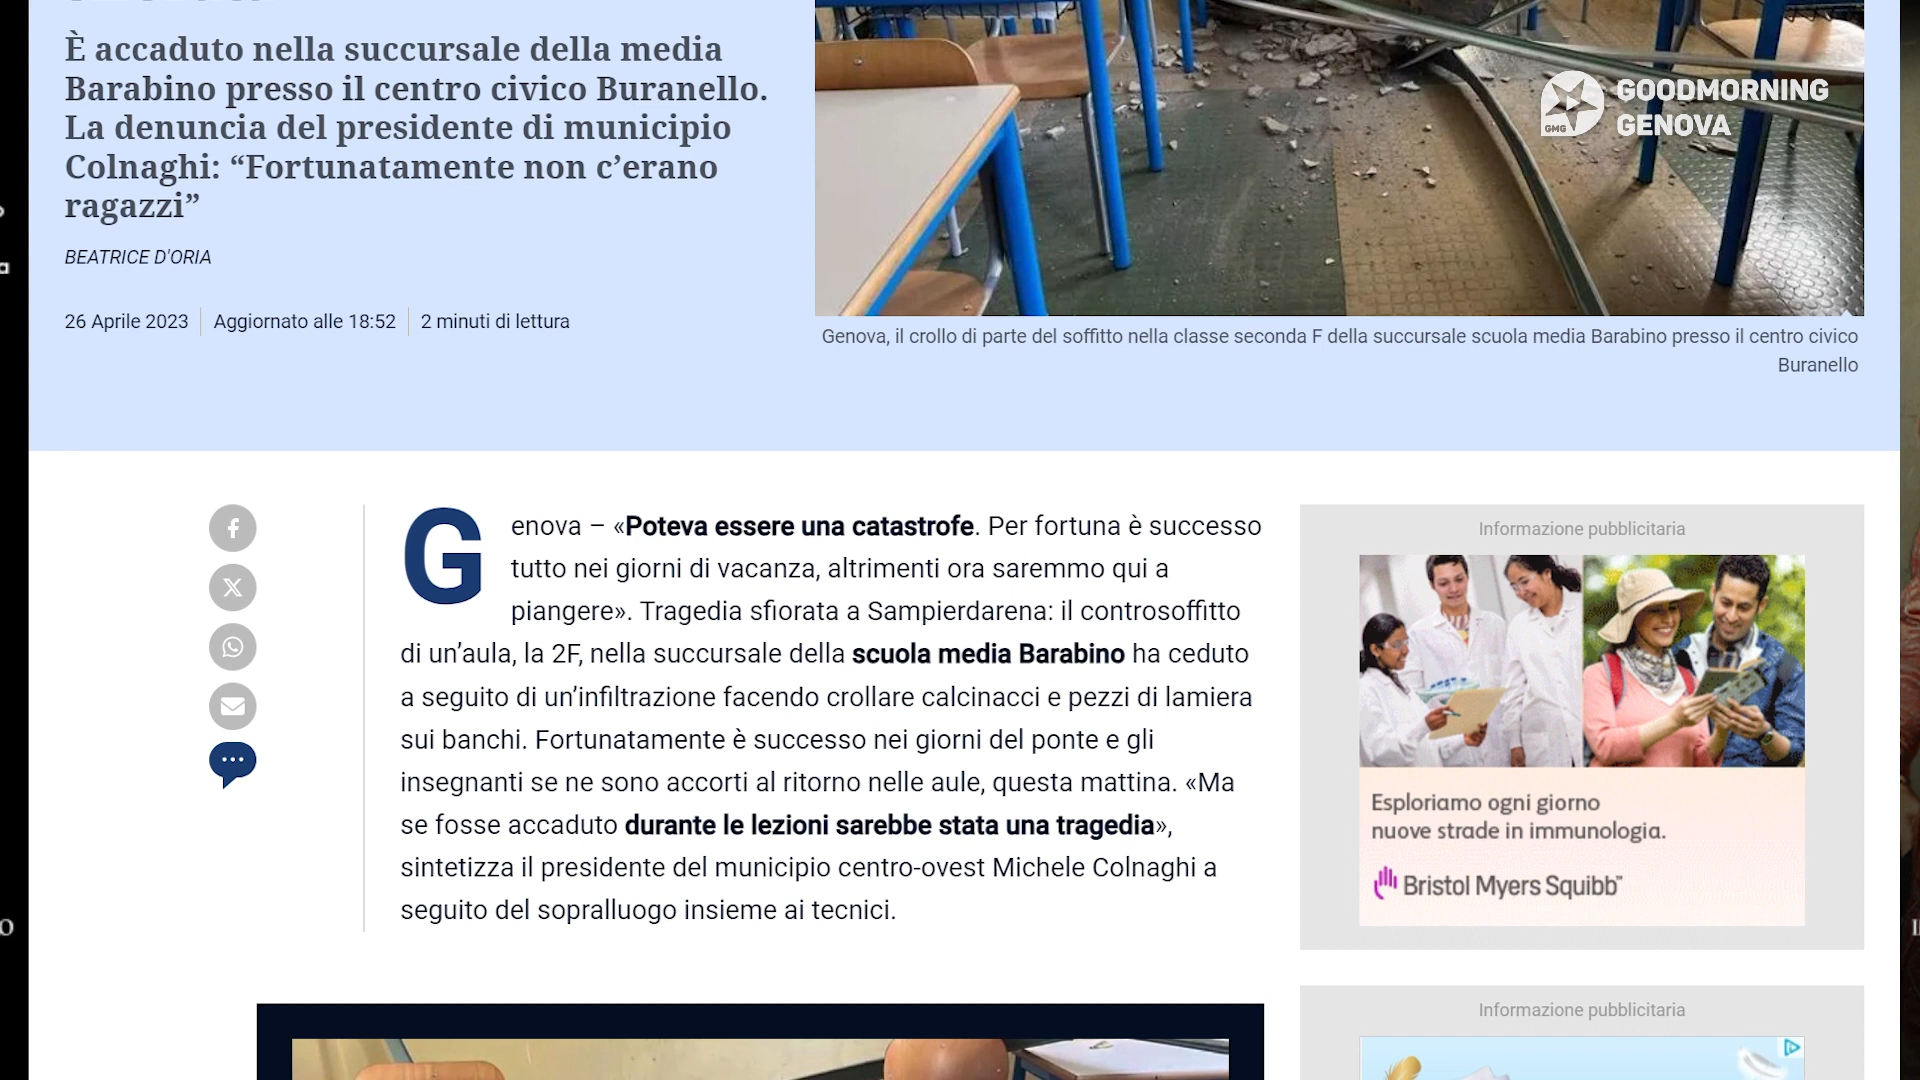 È accaduto nella succursale della media
Barabino presso il centro civico Buranello.
La denuncia del presidente di municipio
Colnaghi: “Fortunatamente non c’erano
ragazzi”
BEATRICE D'ORIA
26 Aprile 2023
Aggiornato alle 18:52
2 minuti di lettura
GOODMORNING
GENOVA
GMG
Genova, il crollo di parte del soffitto nella classe seconda F della succursale scuola media Barabino presso il centro civico
Buranello
Genova – «Poteva essere una catastrofe. Per fortuna è successo
tutto nei giorni di vacanza, altrimenti ora saremmo qui a
piangere». Tragedia sfiorata a Sampierdarena: il controsoffitto
di un’aula, la 2F, nella succursale della scuola media Barabino ha ceduto
a seguito di un’infiltrazione facendo crollare calcinacci e pezzi di lamiera
sui banchi. Fortunatamente è successo nei giorni del ponte e gli
insegnanti se ne sono accorti al ritorno nelle aule, questa mattina. «Ma
se fosse accaduto durante le lezioni sarebbe stata una tragedia»,
sintetizza il presidente del municipio centro-ovest Michele Colnaghi a
seguito del sopralluogo insieme ai tecnici.
Informazione pubblicitaria
Esploriamo ogni giorno
nuove strade in immunologia.
Bristol Myers Squibb™
Informazione pubblicitaria